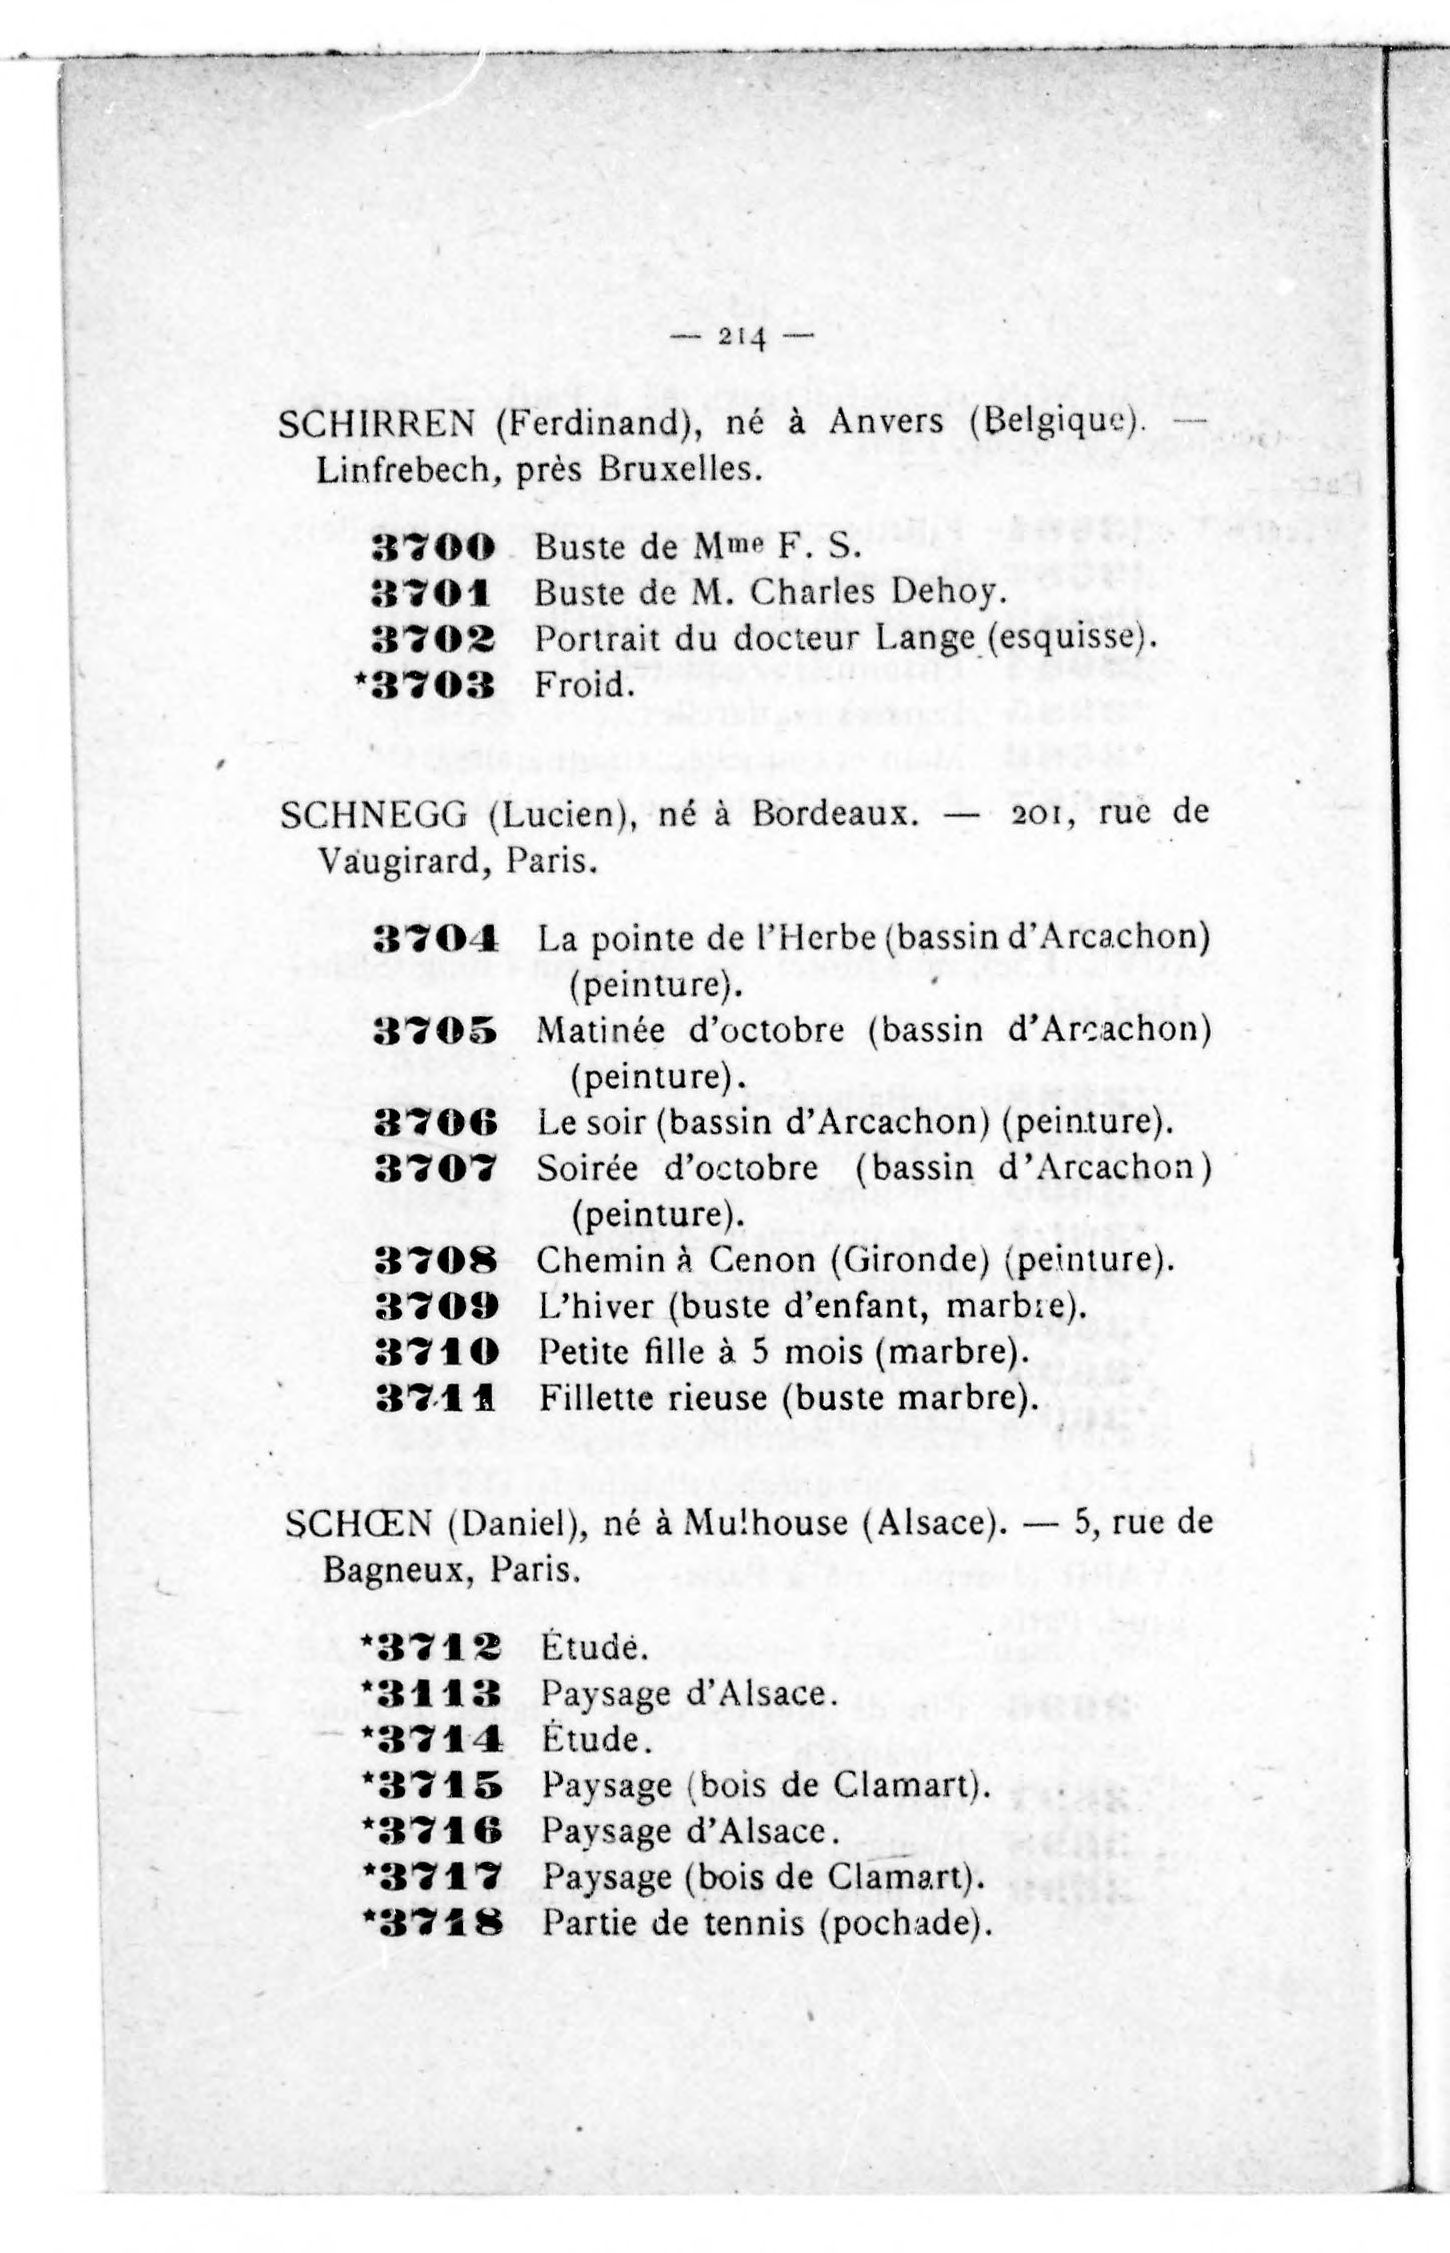 — 214 —
SCHIRREN (Ferdinand), né à Anvers (Belgique). —
Linfrebech, près Bruxelles.
3700 Buste de Mme F. S.
3701 Buste de M. Charles Dehoy.
3702 Portrait du docteur Lange (esquisse).
*3703 Froid.
SCHNEGG (Lucien), né à Bordeaux. — 201, rue de
Vaugirard, Paris.
3704 La pointe de l'Herbe (bassin d'Arcachon)
(peinture).
3705 Matinée d'octobre (bassin d'Arcachon)
(peinture).
3706 Le soir (bassin d'Arcachon) (peinture).
3707 Soirée d'octobre (bassin d'Arcachon)
(peinture).
3708 Chemin à Cenon (Gironde) (peinture).
3709 L'hiver (buste d'enfant, marbre).
3710 Petite fille à 5 mois (marbre).
3711 Fillette rieuse (buste marbre).
SCHŒN (Daniel), né à Mulhouse (Alsace). — 5, rue de
Bagneux, Paris.
*3712 Étude.
*3113 Paysage d'Alsace.
*3714 Étude.
*3715 Paysage (bois de Clamart).
*3716 Paysage d'Alsace.
*3717 Paysage (bois de Clamart).
*3718 Partie de tennis (pochade).